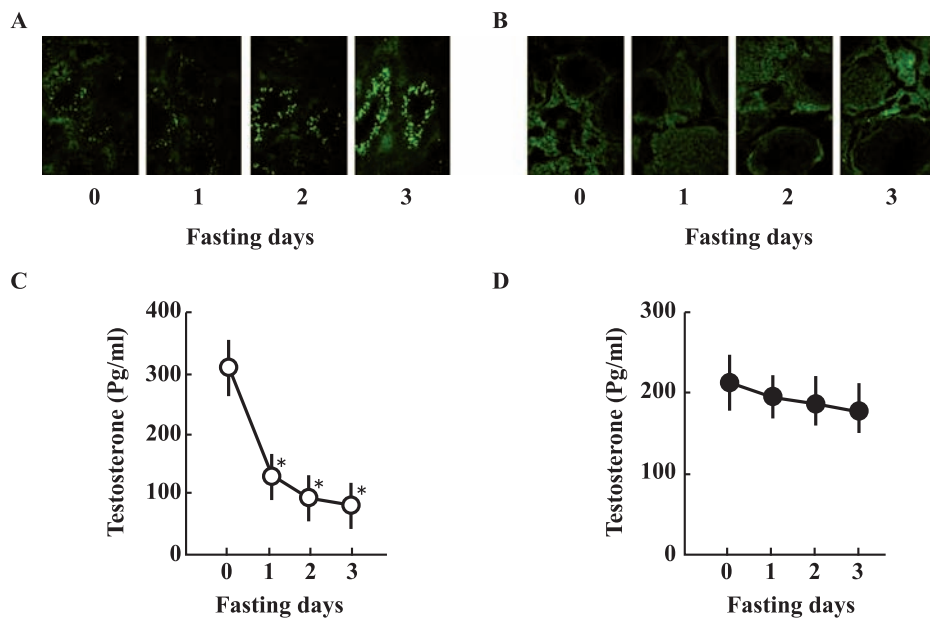 A
B
0 1 2 3
Fasting days
0 1 2 3
Fasting days
C
D
Testosterone (Pg/ml)
400
300
200
100
0
*
*
*
0 1 2 3
Fasting days
Testosterone (Pg/ml)
300
200
100
0
0 1 2 3
Fasting days